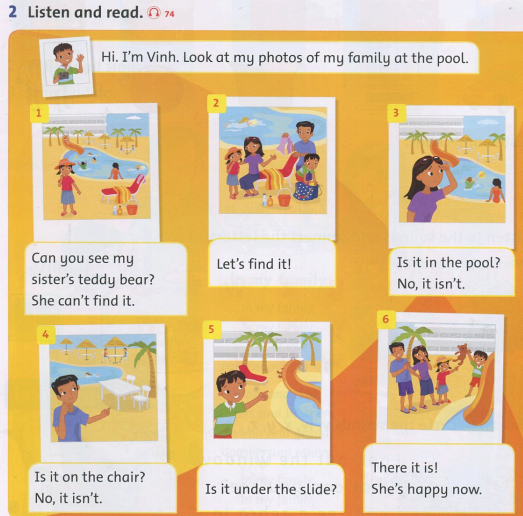 2 Listen and read. 74
Hi. I'm Vinh. Look at my photos of my family at the pool.
1
Can you see my
sister's teddy bear?
She can't find it.
2
Let's find it!
3
Is it in the pool?
No, it isn't.
4
Is it on the chair?
No, it isn't.
5
Is it under the slide?
6
There it is!
She's happy now.